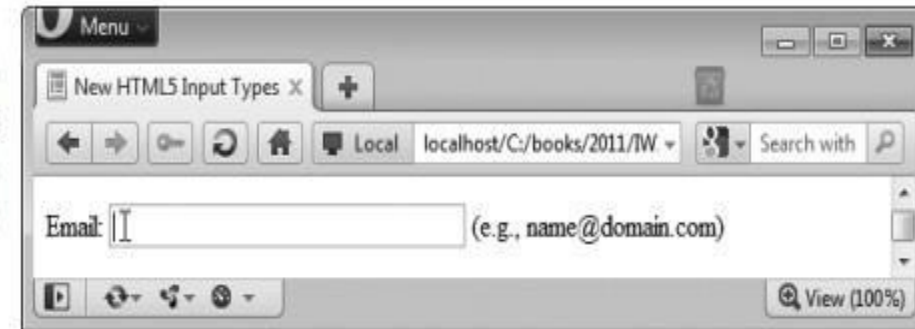 Menu
New HTML5 Input Types
Local localhost/C:/books/2011/IW Search with
Email: (e.g., name@domain.com)
View (100%)